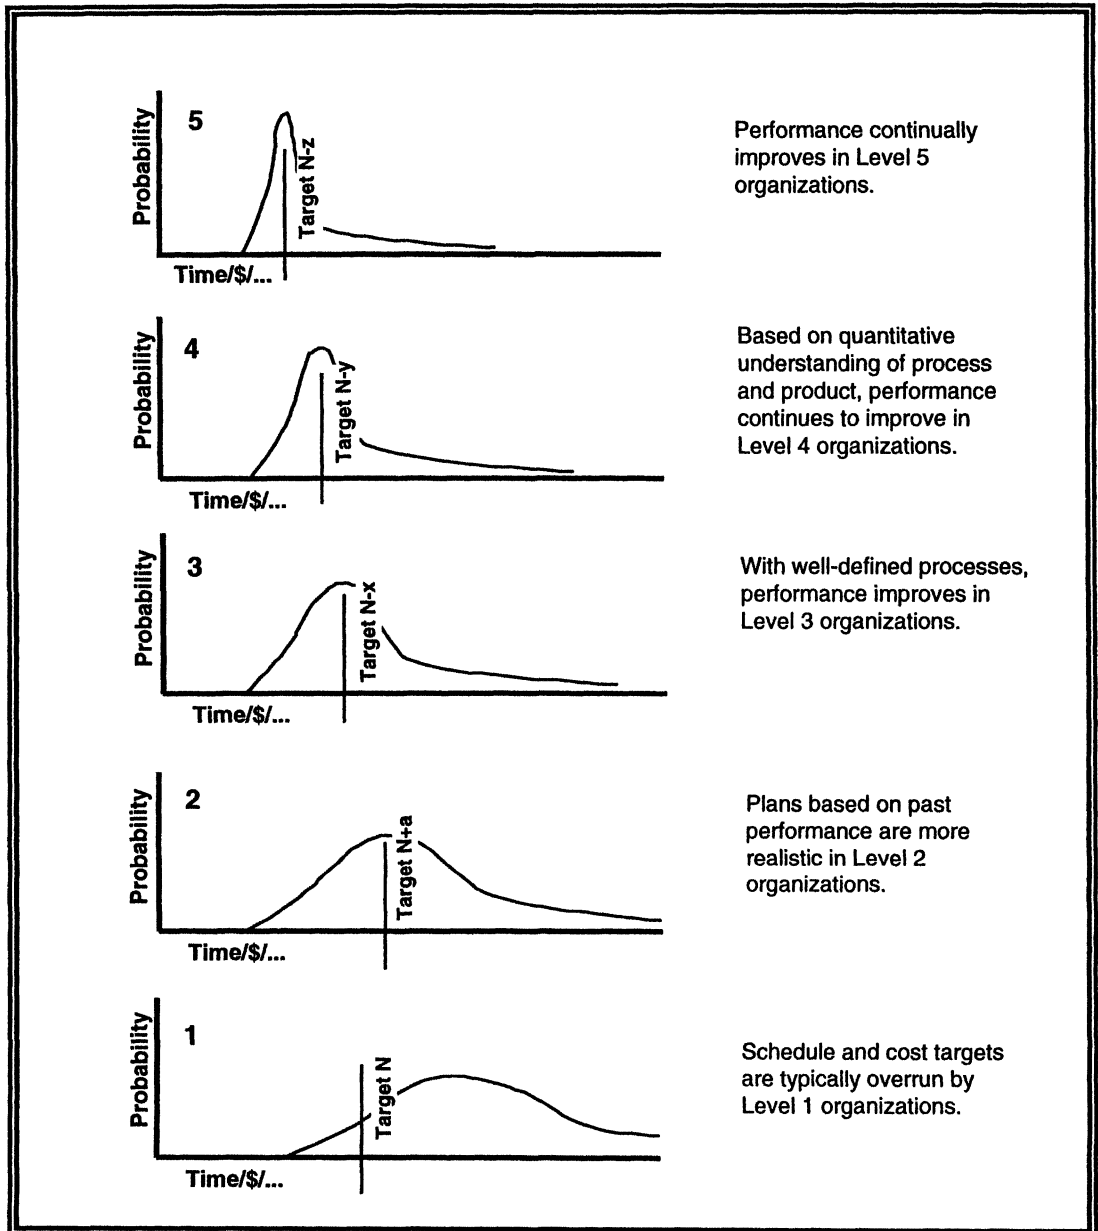 Probability
5
Target N-z
Time/$/...
Performance continually
improves in Level 5
organizations.
Probability
4
Target N-y
Time/$/...
Based on quantitative
understanding of process
and product, performance
continues to improve in
Level 4 organizations.
Probability
3
Target N-x
Time/$/...
With well-defined processes,
performance improves in
Level 3 organizations.
Probability
2
Target N+a
Time/$/...
Plans based on past
performance are more
realistic in Level 2
organizations.
Probability
1
Target N
Time/$/...
Schedule and cost targets
are typically overrun by
Level 1 organizations.